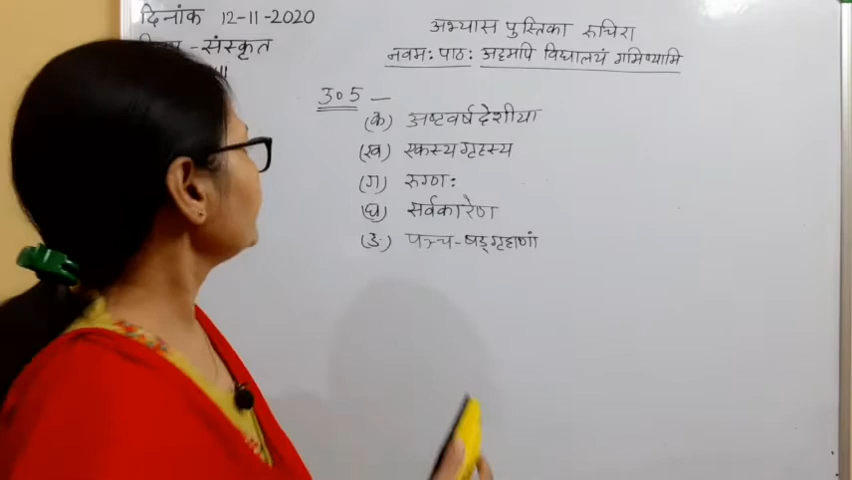 दिनांक 12-11-2020
- संस्कृत
III
अभ्यास पुस्तिका रुचिरा
नवमः पाठः अहमपि विद्यालयं गमिष्यामि
उ० 5 —
(क) अष्टवर्षदेशीया
(ख) एकस्य गृहस्य
(ग) रुग्णः
(घ) सर्वकारेण
(ङ) पञ्च-षड्गृहाणां